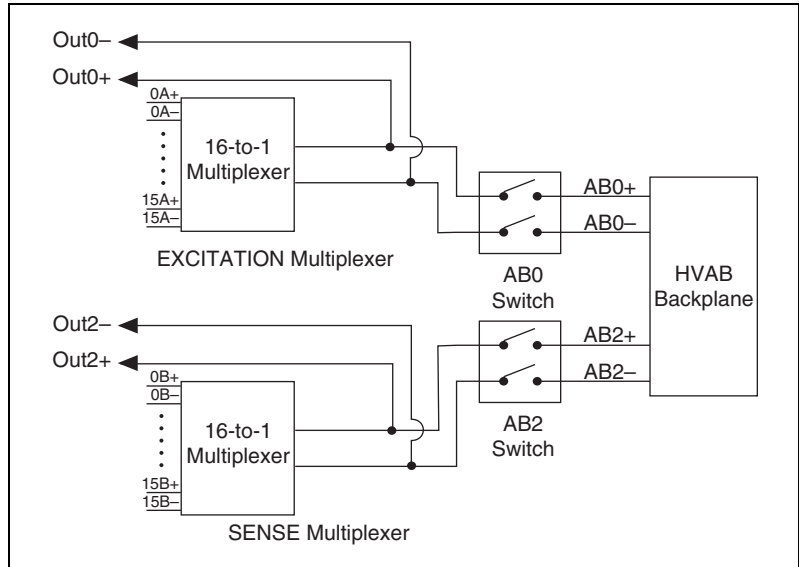 Out0–
Out0+
0A+
0A–
16-to-1
Multiplexer
15A+
15A–
EXCITATION Multiplexer
AB0+
AB0–
AB0
Switch
HVAB
Backplane
Out2–
Out2+
0B+
0B–
16-to-1
Multiplexer
15B+
15B–
SENSE Multiplexer
AB2+
AB2–
AB2
Switch